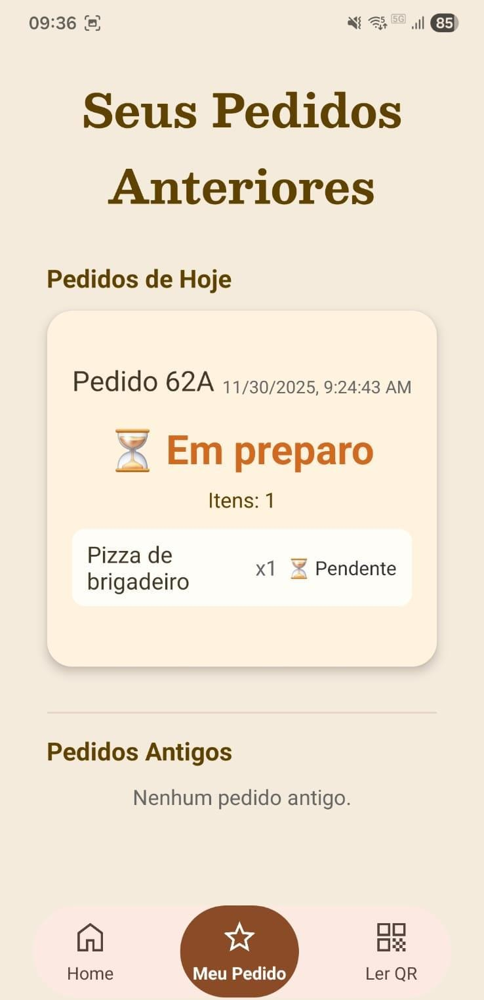 09:36
5G
85
Seus Pedidos
Anteriores
Pedidos de Hoje
Pedido 62A 11/30/2025, 9:24:43 AM
⏳ Em preparo
Itens: 1
Pizza de
brigadeiro
x1 ⏳ Pendente
Pedidos Antigos
Nenhum pedido antigo.
Home
Meu Pedido
Ler QR